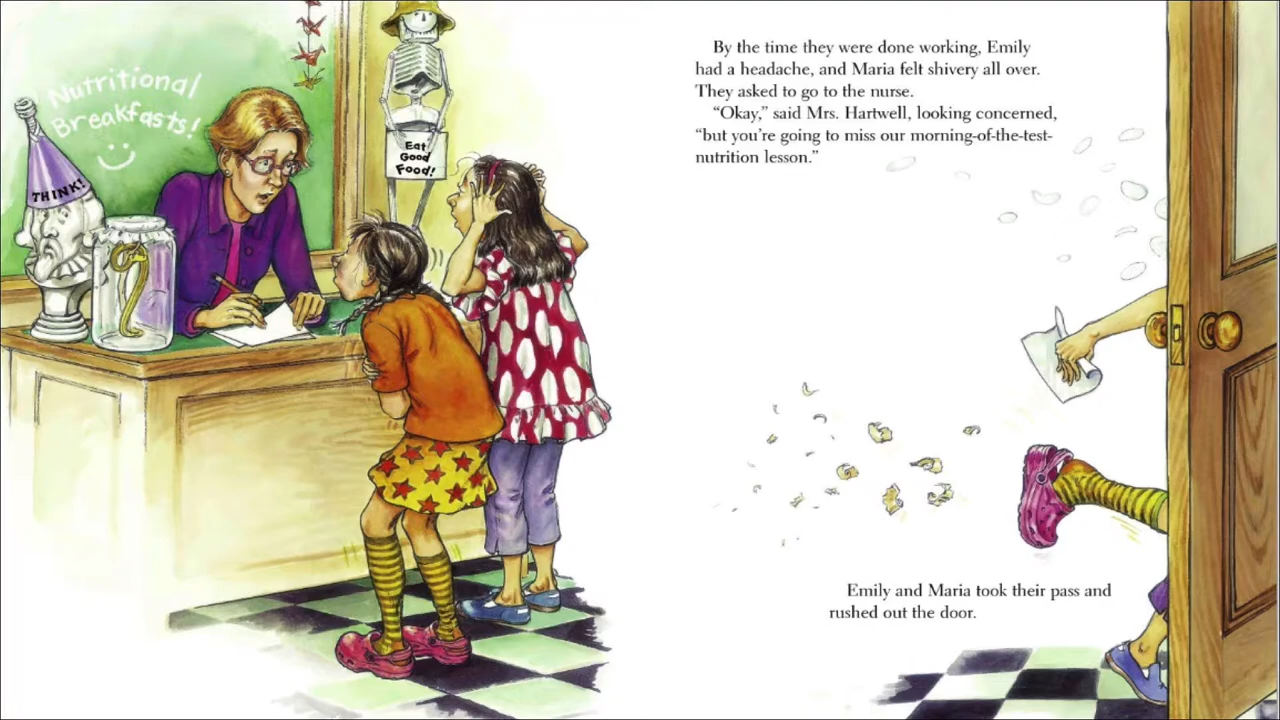 Nutritional
Breakfasts!
THINK!
Eat
Good
Food!
By the time they were done working, Emily
had a headache, and Maria felt shivery all over.
They asked to go to the nurse.
“Okay,” said Mrs. Hartwell, looking concerned,
“but you’re going to miss our morning-of-the-test-
nutrition lesson.”
Emily and Maria took their pass and
rushed out the door.